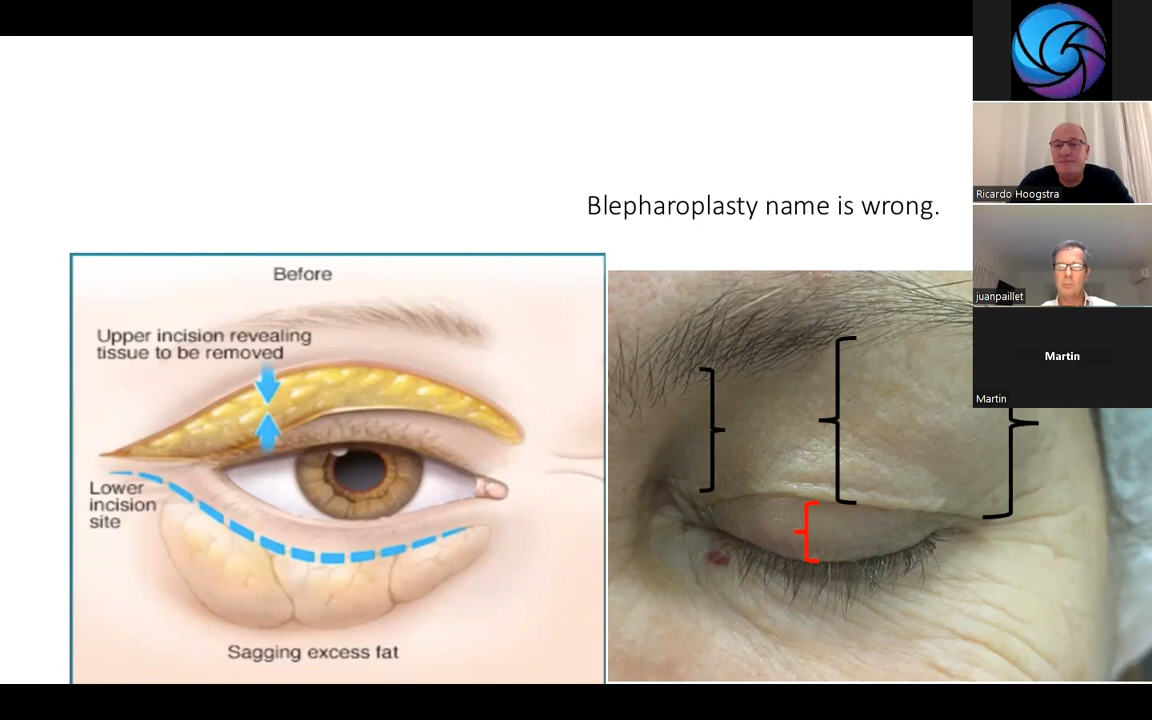 Blepharoplasty name is wrong.
Before
Upper incision revealing
tissue to be removed
Lower
incision
site
Sagging excess fat
Ricardo Hoogstra
juanpaillet
Martin
Martin